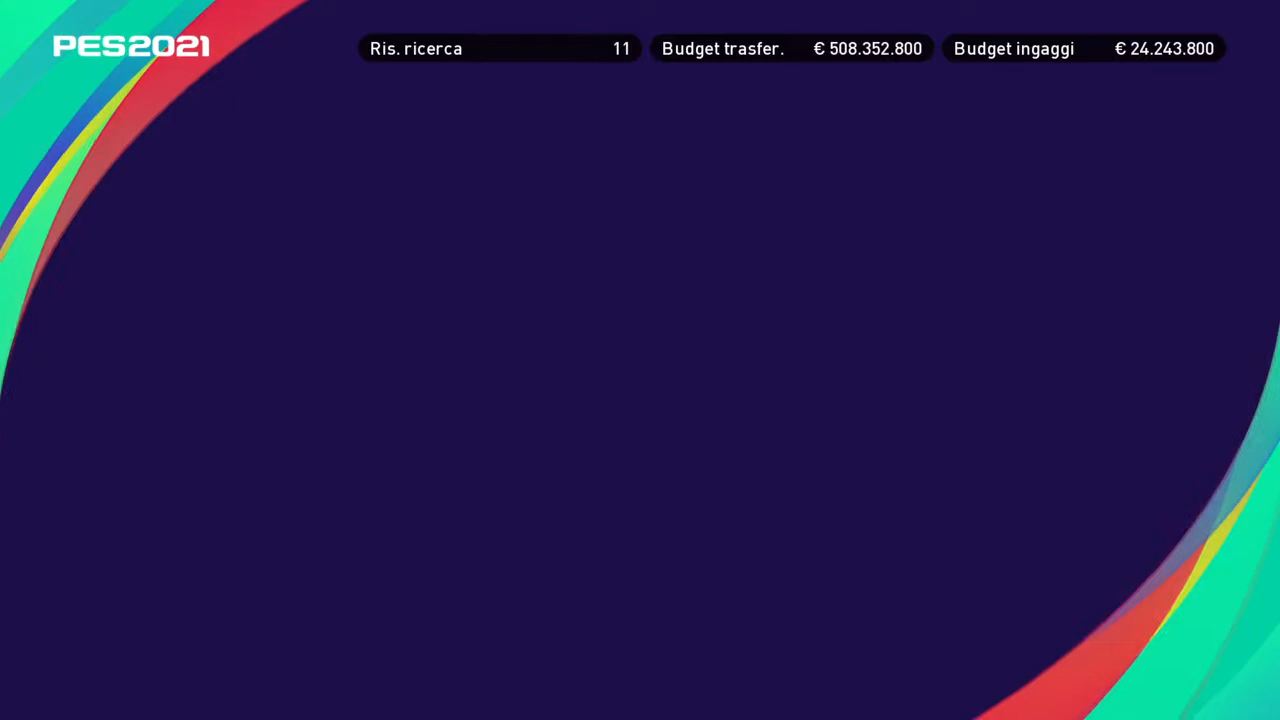 PES2021
Ris. ricerca 11 Budget trasfer. € 508.352.800 Budget ingaggi € 24.243.800